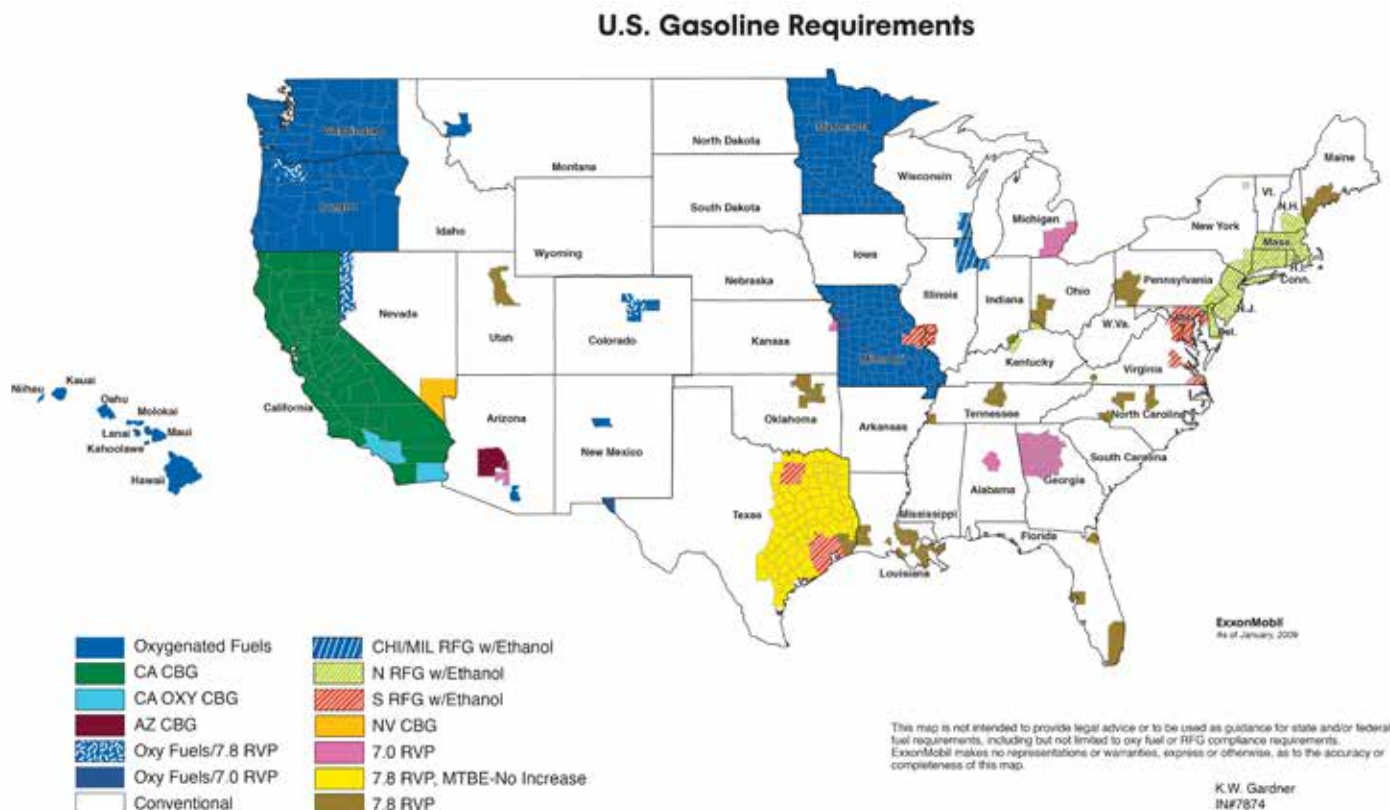 U.S. Gasoline Requirements
Washington
Montana
North Dakota
Minnesota
Maine
Oregon
Idaho
South Dakota
Wisconsin
Michigan
Vt.
N.H.
New York
Mass.
Wyoming
Iowa
R.I.
Conn.
Nebraska
Pennsylvania
Ohio
Illinois
Indiana
N.J.
Nevada
Utah
Colorado
Kansas
Missouri
W.Va.
Del.
Kentucky
Virginia
Niihau
Kauai
Oahu
Molokai
Lanai
Maui
Kahoolawe
Hawaii
California
Arizona
New Mexico
Oklahoma
Arkansas
Tennessee
North Carolina
South Carolina
Texas
Mississippi
Alabama
Georgia
Florida
Louisiana
ExxonMobil
As of January, 2009
Oxygenated Fuels
CA CBG
CA OXY CBG
AZ CBG
Oxy Fuels/7.8 RVP
Oxy Fuels/7.0 RVP
Conventional
CHI/MIL RFG w/Ethanol
N RFG w/Ethanol
S RFG w/Ethanol
NV CBG
7.0 RVP
7.8 RVP, MTBE-No Increase
7.8 RVP
This map is not intended to provide legal advice or to be used as guidance for state and/or federal
fuel requirements, including but not limited to oxy fuel or RFG compliance requirements.
ExxonMobil makes no representations or warranties, express or otherwise, as to the accuracy or
completeness of this map.
K.W. Gardner
IN#7874